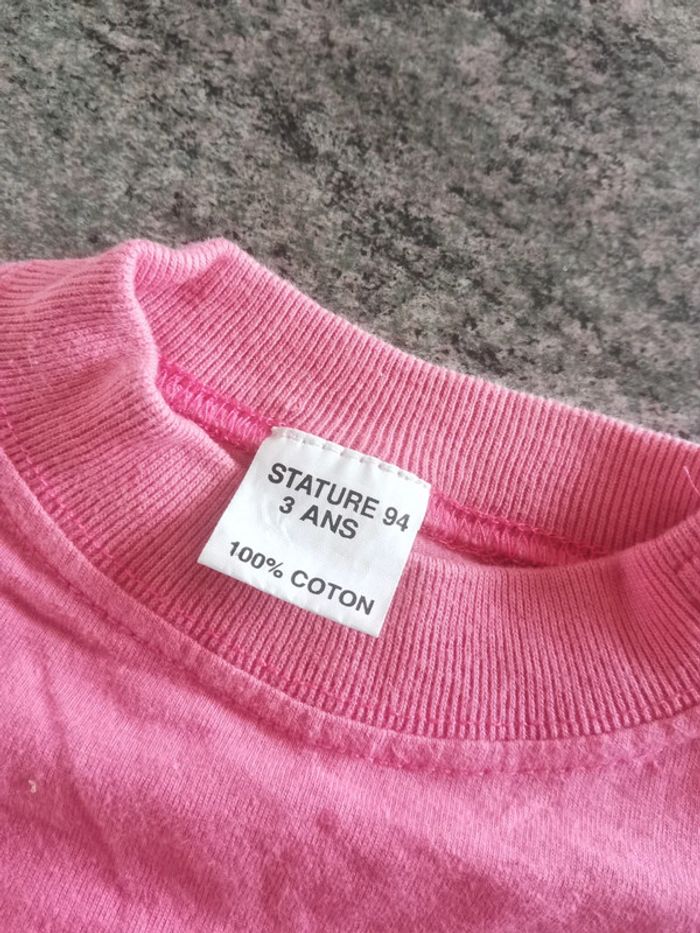 STATURE 94
3 ANS
100% COTON